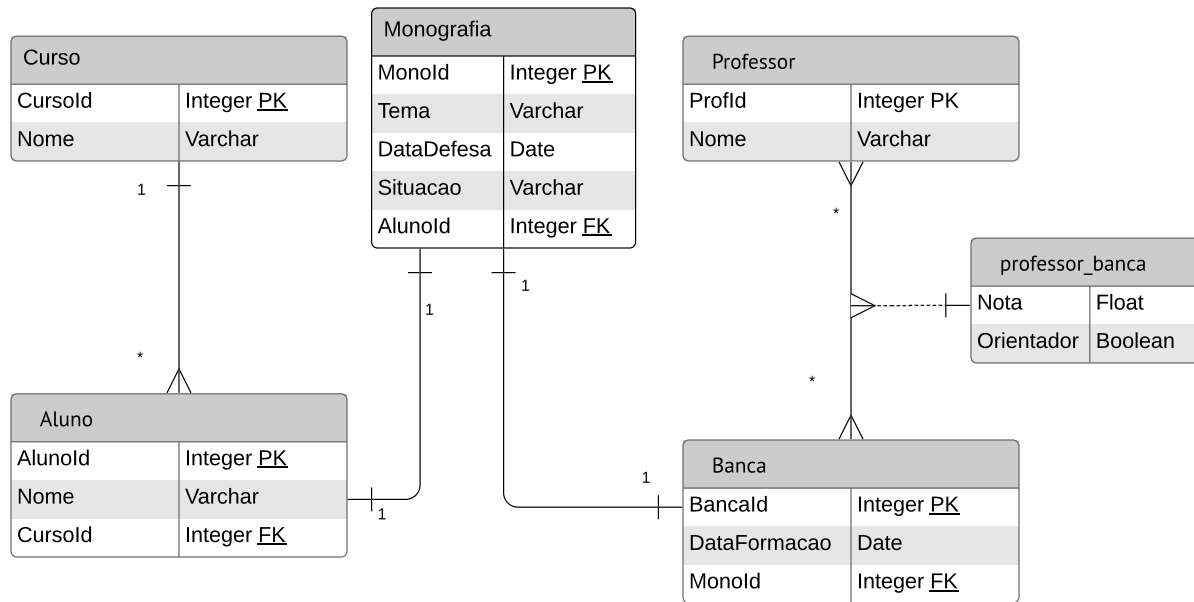 Curso
CursoId Integer PK
Nome Varchar
1
*
Monografia
MonoId Integer PK
Tema Varchar
DataDefesa Date
Situacao Varchar
AlunoId Integer FK
1
1
Professor
ProfId Integer PK
Nome Varchar
*
*
professor_banca
Nota Float
Orientador Boolean
Aluno
AlunoId Integer PK
Nome Varchar
CursoId Integer FK
1
1
Banca
BancaId Integer PK
DataFormacao Date
MonoId Integer FK